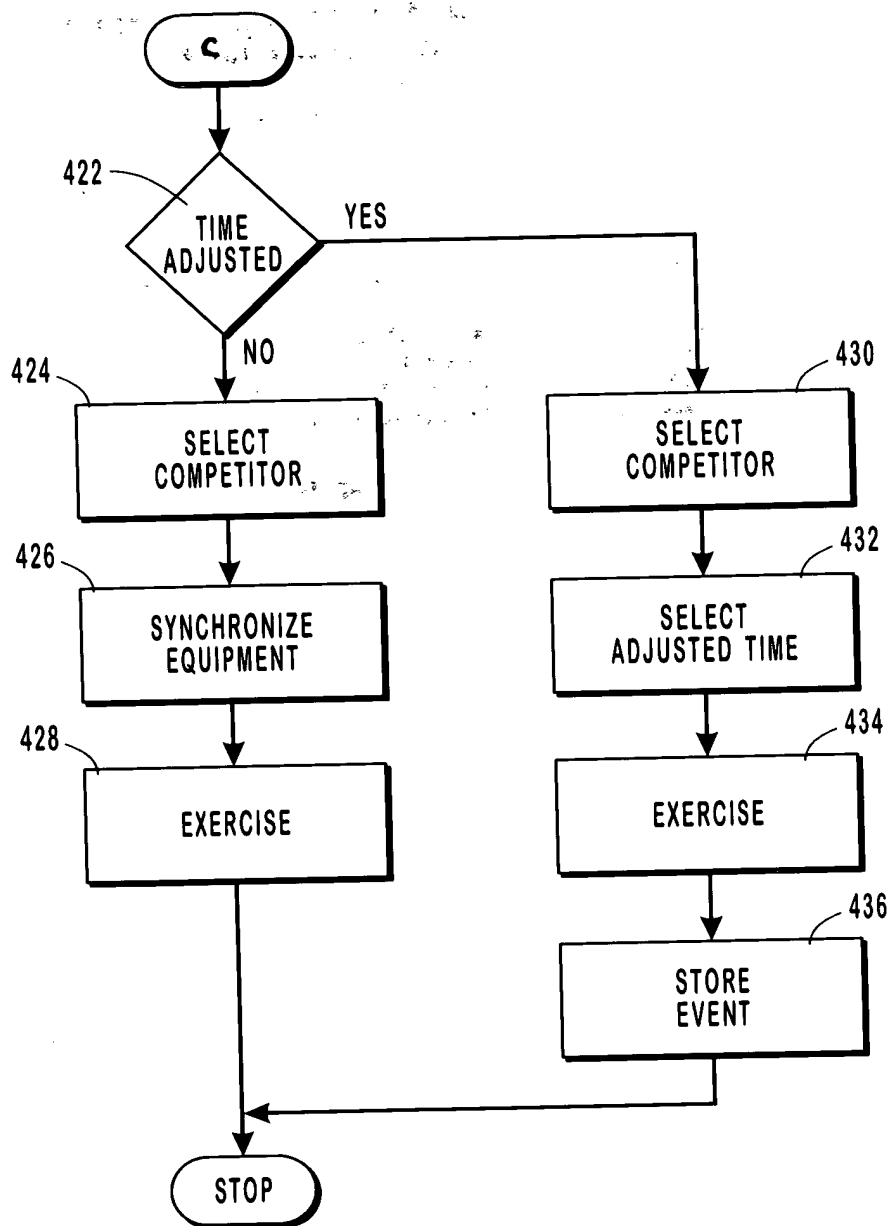 C
422
TIME
ADJUSTED
YES
NO
424
SELECT
COMPETITOR
426
SYNCHRONIZE
EQUIPMENT
428
EXERCISE
430
SELECT
COMPETITOR
432
SELECT
ADJUSTED TIME
434
EXERCISE
436
STORE
EVENT
STOP